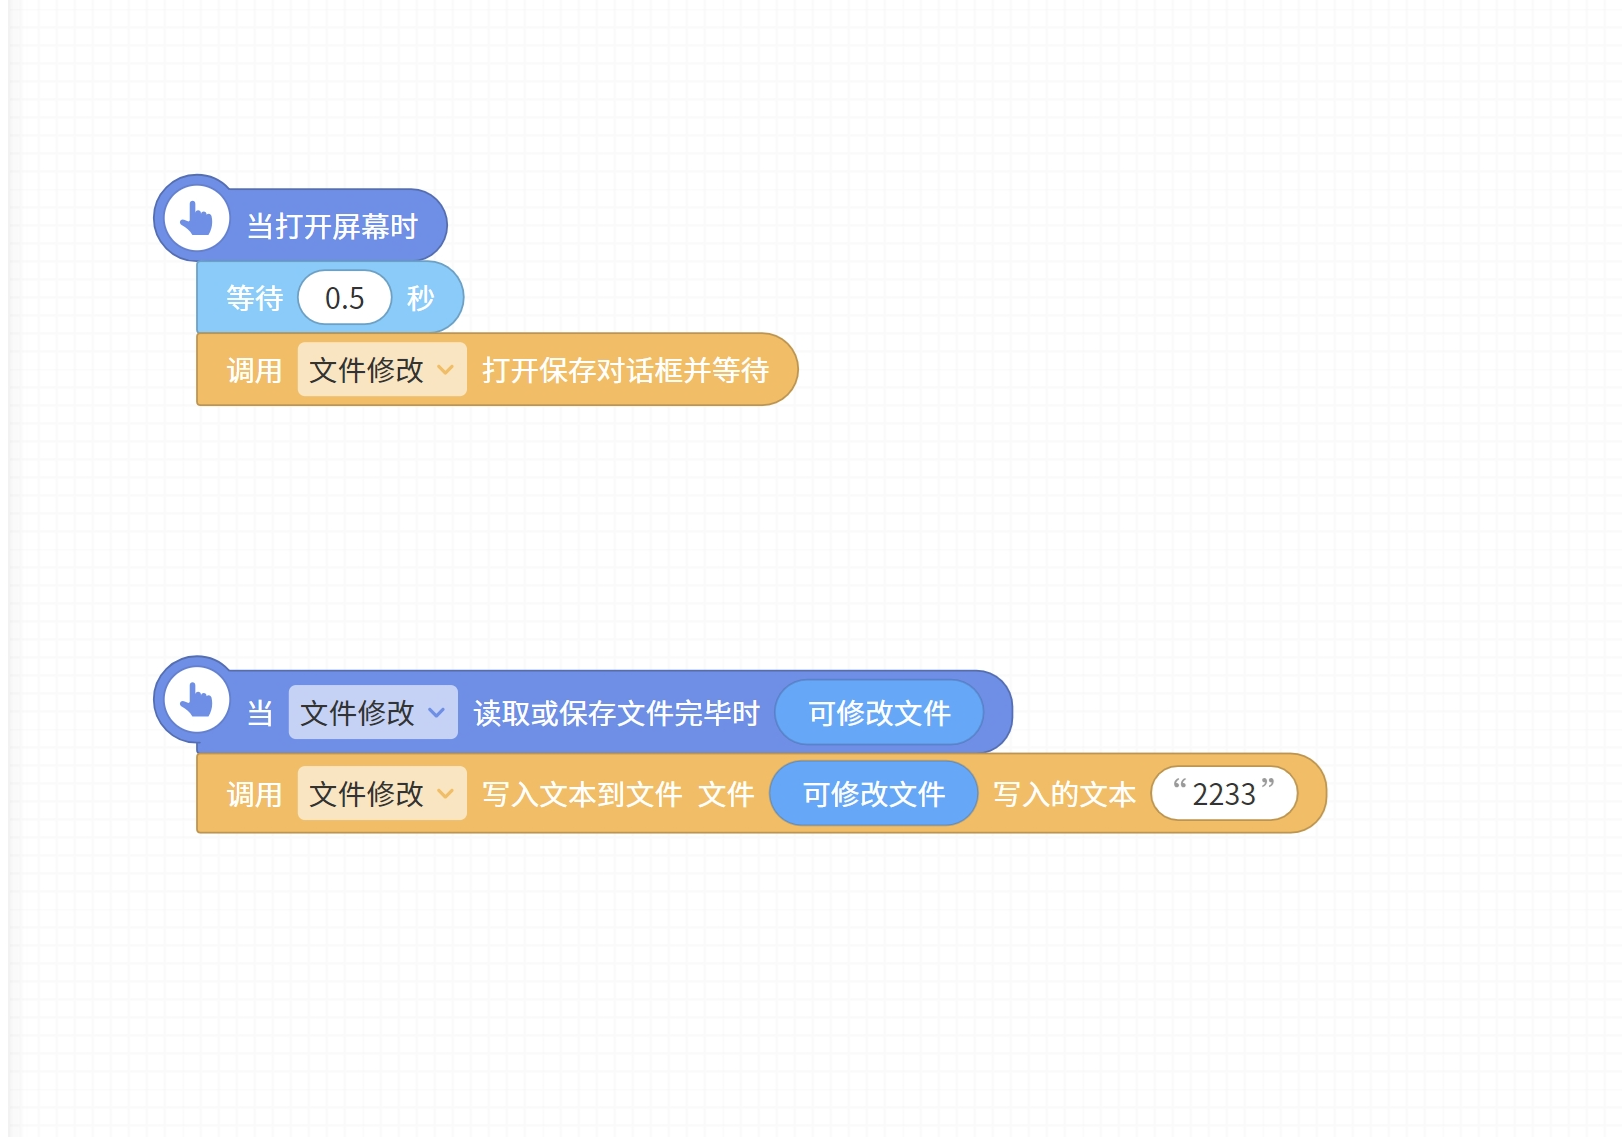 当打开屏幕时
等待 0.5 秒
调用 文件修改 打开保存对话框并等待
当 文件修改 读取或保存文件完毕时 可修改文件
调用 文件修改 写入文本到文件 文件 可修改文件 写入的文本 “2233”